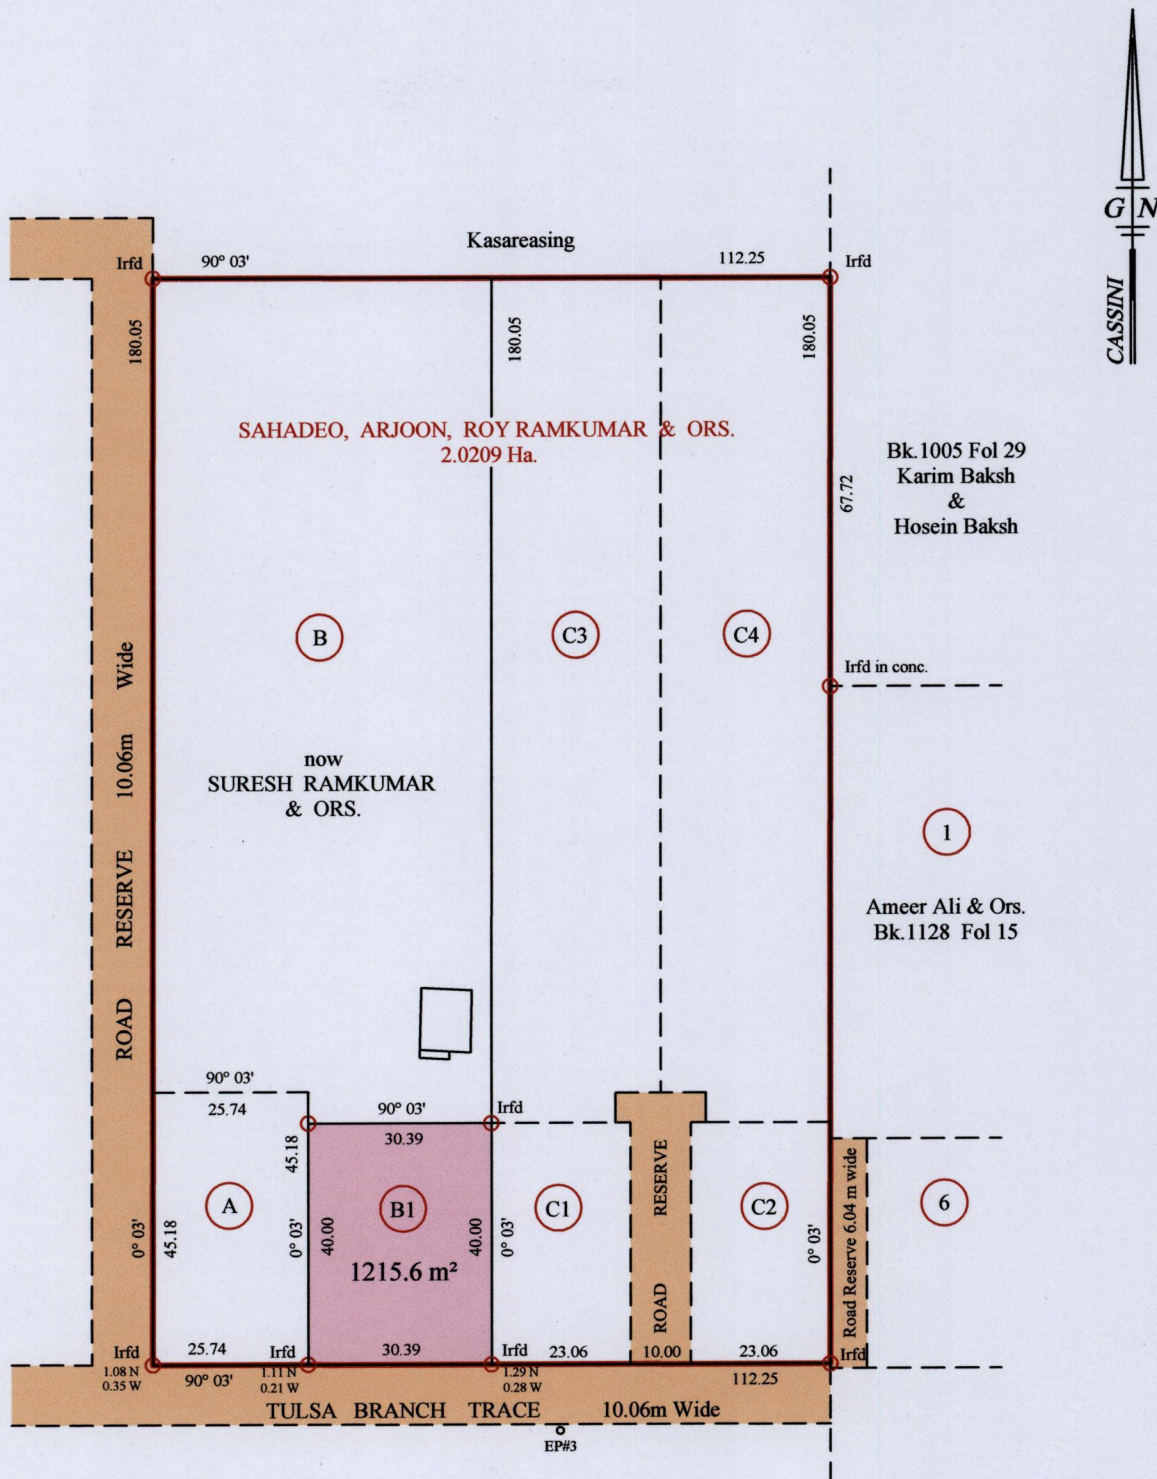 G N
CASSINI
Kasareasing
Irfd
90° 03'
112.25
Irfd
180.05
180.05
180.05
SAHADEO, ARJOON, ROY RAMKUMAR & ORS.
2.0209 Ha.
Bk.1005 Fol 29
Karim Baksh
&
Hosein Baksh
67.72
B
C3
C4
Irfd in conc.
ROAD RESERVE 10.06m Wide
now
SURESH RAMKUMAR
& ORS.
1
Ameer Ali & Ors.
Bk.1128 Fol 15
90° 03'
25.74
90° 03'
Irfd
30.39
45.18
A
B1
C1
ROAD RESERVE
C2
Road Reserve 6.04 m wide
6
0° 03'
45.18
0° 03'
40.00
40.00
0° 03'
0° 03'
1215.6 m²
Irfd
25.74
Irfd
30.39
Irfd
23.06
10.00
23.06
Irfd
1.08 N
0.35 W
90° 03'
1.11 N
0.21 W
1.29 N
0.28 W
112.25
TULSA BRANCH TRACE 10.06m Wide
EP#3